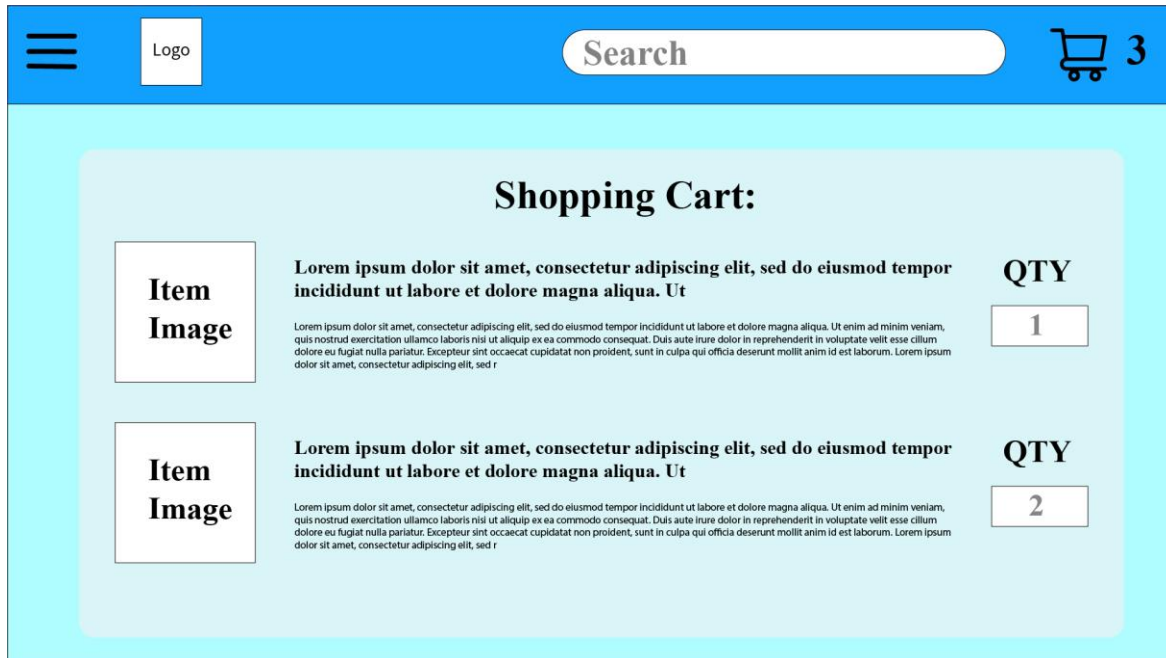 Logo
Search
3
Shopping Cart:
Item
Image
Lorem ipsum dolor sit amet, consectetur adipiscing elit, sed do eiusmod tempor
incididunt ut labore et dolore magna aliqua. Ut
Lorem ipsum dolor sit amet, consectetur adipiscing elit, sed do eiusmod tempor incididunt ut labore et dolore magna aliqua. Ut enim ad minim veniam,
quis nostrud exercitation ullamco laboris nisi ut aliquip ex ea commodo consequat. Duis aute irure dolor in reprehenderit in voluptate velit esse cillum
dolore eu fugiat nulla pariatur. Excepteur sint occaecat cupidatat non proident, sunt in culpa qui officia deserunt mollit anim id est laborum. Lorem ipsum
dolor sit amet, consectetur adipiscing elit, sed r
QTY
1
Item
Image
Lorem ipsum dolor sit amet, consectetur adipiscing elit, sed do eiusmod tempor
incididunt ut labore et dolore magna aliqua. Ut
Lorem ipsum dolor sit amet, consectetur adipiscing elit, sed do eiusmod tempor incididunt ut labore et dolore magna aliqua. Ut enim ad minim veniam,
quis nostrud exercitation ullamco laboris nisi ut aliquip ex ea commodo consequat. Duis aute irure dolor in reprehenderit in voluptate velit esse cillum
dolore eu fugiat nulla pariatur. Excepteur sint occaecat cupidatat non proident, sunt in culpa qui officia deserunt mollit anim id est laborum. Lorem ipsum
dolor sit amet, consectetur adipiscing elit, sed r
QTY
2